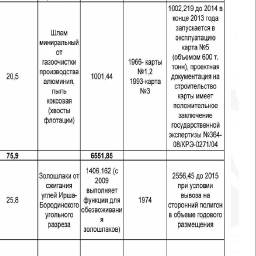 1002,219 до 2014 в
конце 2013 года
запускается в
эксплуатацию
карту №5
(объемом 600 т.
тонн), проектная
документация на
строительство
карты имеет
положительное
заключение
государственной
экспертизы №364-
08/КРЭ-0271/04
20,5
Шлам
миниральный
от
газоочистки
производства
алюминия,
пыль
коксовая
(хвосты
флотации)
1001,44
1966- карты
№1,2
1993-карта
№3
75,9
6551,85
25,8
Золошлаки от
сжигания
углей Ирша-
Бородинского
угольного
разреза
1406,162 (с
2009
выполняет
функции для
обезвоживани
я
золошлаков)
1974
2556,45 до 2015
при условии
вывоза на
сторонний полигон
в объеме годового
размещения